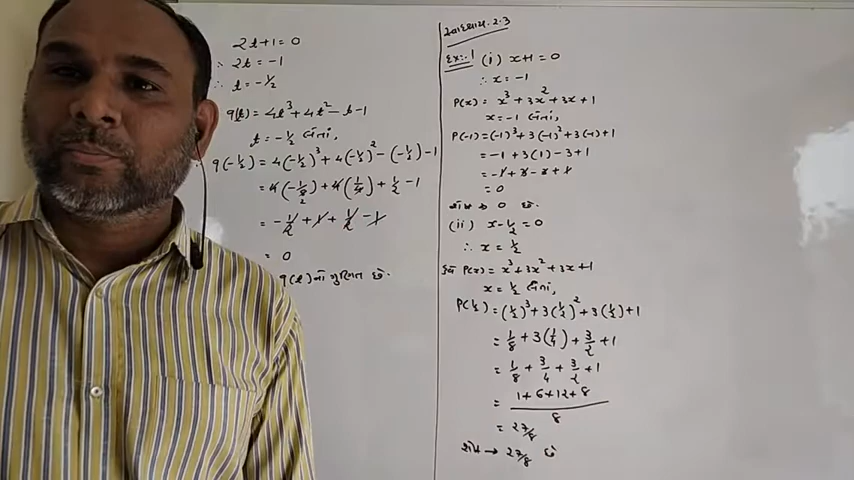 2t+1=0
∴ 2t = -1
∴ t = -1/2
q(t) = 4t³ + 4t² - t - 1
t = -1/2 લેતાં,
q(-1/2) = 4(-1/2)³ + 4(-1/2)² - (-1/2) - 1
= 4(-1/8) + 4(1/4) + 1/2 - 1
= -1/2 + 1 + 1/2 - 1
= 0
q(t) નો ગુણિત છે.
સ્વાધ્યાય 2.3
Ex:-1 (i) x+1=0
∴ x = -1
P(x) = x³ + 3x² + 3x + 1
x = -1 લેતાં,
P(-1) = (-1)³ + 3(-1)² + 3(-1) + 1
= -1 + 3(1) - 3 + 1
= -1 + 3 - 3 + 1
= 0
શેષ → 0 છે.
(ii) x - 1/2 = 0
∴ x = 1/2
હવે P(x) = x³ + 3x² + 3x + 1
x = 1/2 લેતાં,
P(1/2) = (1/2)³ + 3(1/2)² + 3(1/2) + 1
= 1/8 + 3(1/4) + 3/2 + 1
= 1/8 + 3/4 + 3/2 + 1
= 1 + 6 + 12 + 8 / 8
= 27/8
શેષ → 27/8 છે